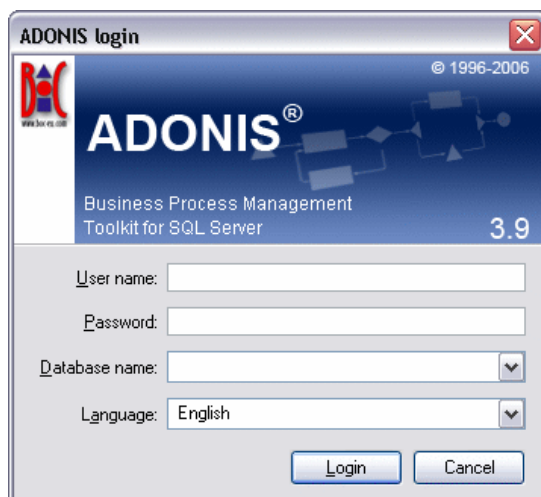 ADONIS login
© 1996-2006
BOC
ADONIS®
Business Process Management
Toolkit for SQL Server
3.9
User name:
Password:
Database name:
Language: English
Login Cancel